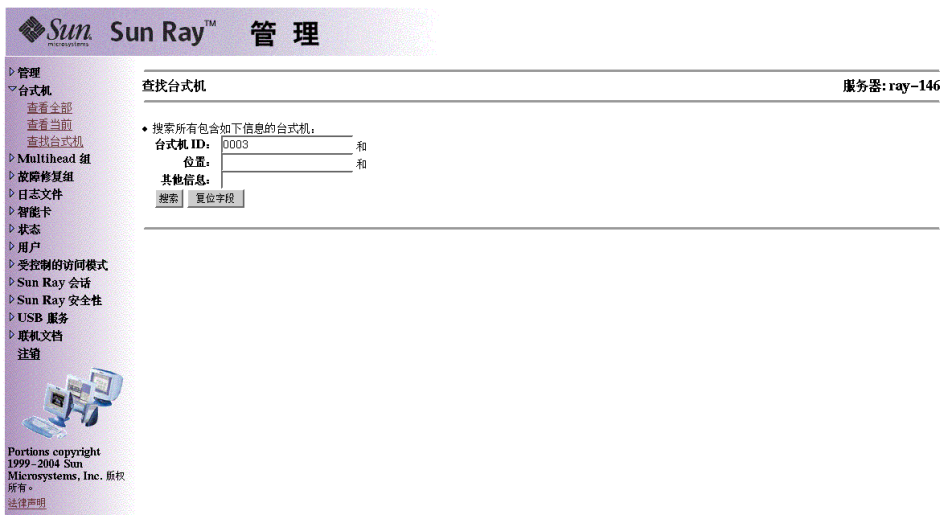 Sun
microsystems
Sun Ray™ 管 理
管理
台式机
查看全部
查看当前
查找台式机
Multihead 组
故障修复组
日志文件
智能卡
状态
用户
受控制的访问模式
Sun Ray 会话
Sun Ray 安全性
USB 服务
联机文档
注销
Portions copyright
1999-2004 Sun
Microsystems, Inc. 版权
所有。
法律声明
查找台式机 服务器: ray-146
搜索所有包含如下信息的台式机：
台式机 ID： 0003 和
位置： 和
其他信息：
搜索 复位字段